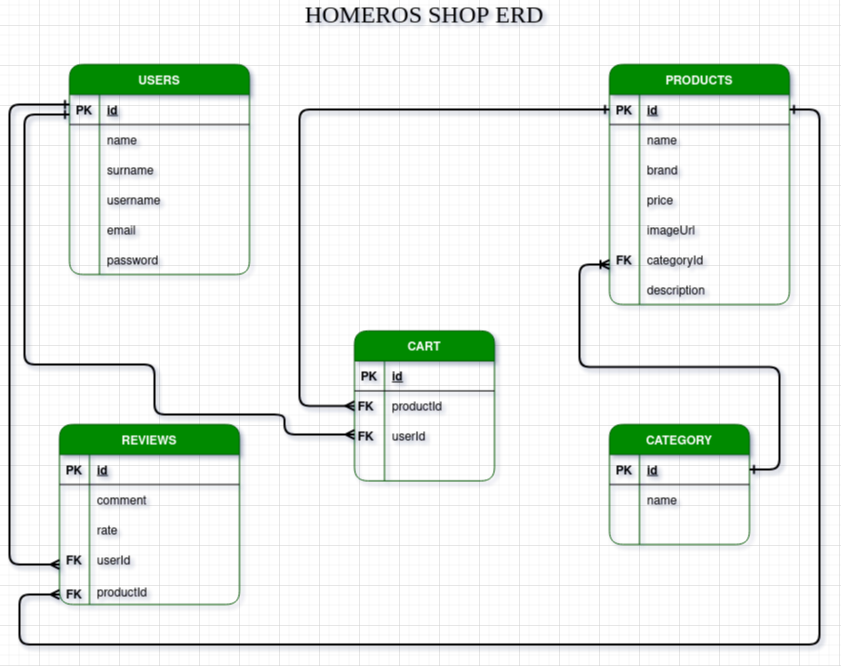 HOMEROS SHOP ERD
USERS
PK id
name
surname
username
email
password
PRODUCTS
PK id
name
brand
price
imageUrl
FK categoryId
description
CART
PK id
FK productId
FK userId
REVIEWS
PK id
comment
rate
FK userId
FK productId
CATEGORY
PK id
name